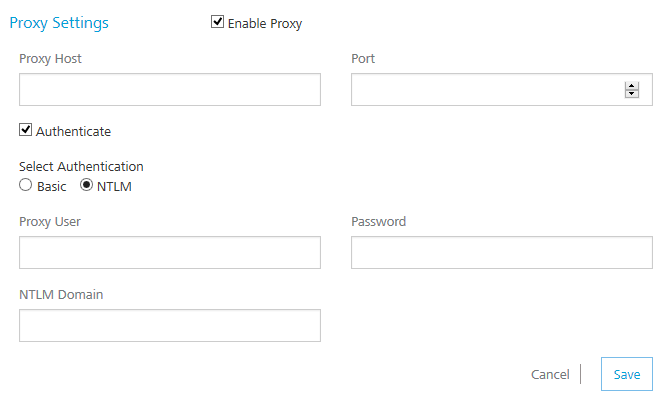 Proxy Settings Enable Proxy
Proxy Host Port
Authenticate
Select Authentication
Basic NTLM
Proxy User Password
NTLM Domain
Cancel Save